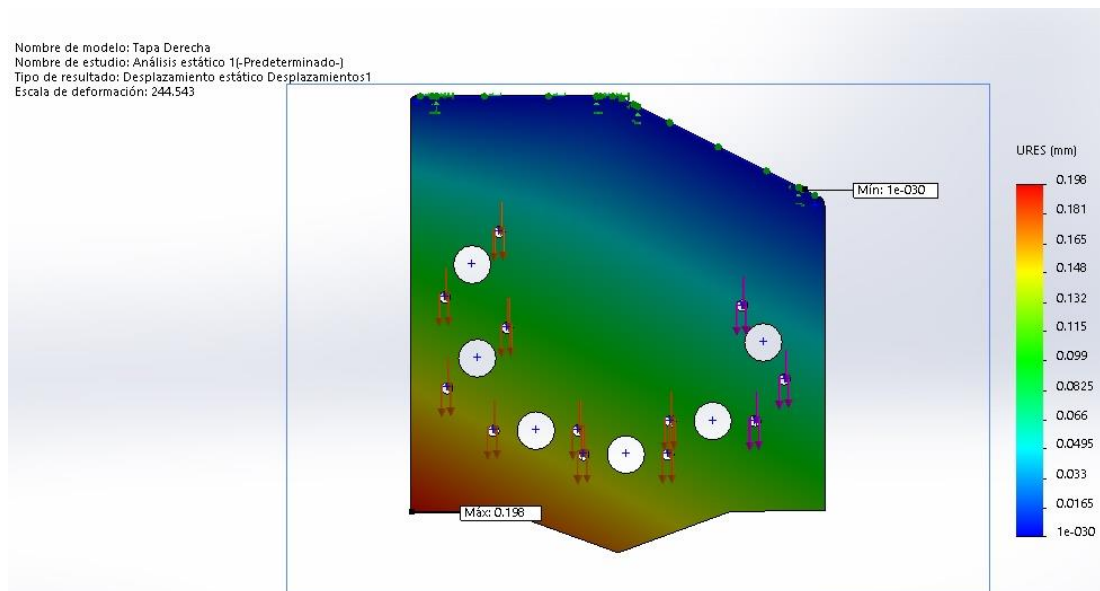 Nombre de modelo: Tapa Derecha
Nombre de estudio: Análisis estático 1(-Predeterminado-)
Tipo de resultado: Desplazamiento estático Desplazamientos1
Escala de deformación: 244.543
URES (mm)
0.198
0.181
0.165
0.148
0.132
0.115
0.099
0.0825
0.066
0.0495
0.033
0.0165
1e-030
Mín: 1e-030
Máx: 0.198